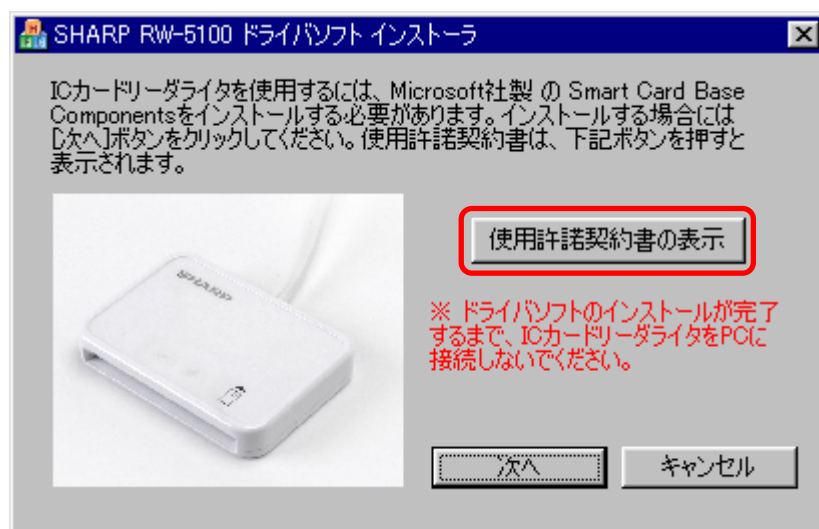 SHARP RW-5100 ドライバソフト インストーラ
ICカードリーダライタを使用するには、Microsoft社製 の Smart Card Base
Componentsをインストールする必要があります。インストールする場合には
[次へ]ボタンをクリックしてください。使用許諾契約書は、下記ボタンを押すと
表示されます。
SHARP
使用許諾契約書の表示
※ ドライバソフトのインストールが完了
するまで、ICカードリーダライタをPCに
接続しないでください。
次へ
キャンセル